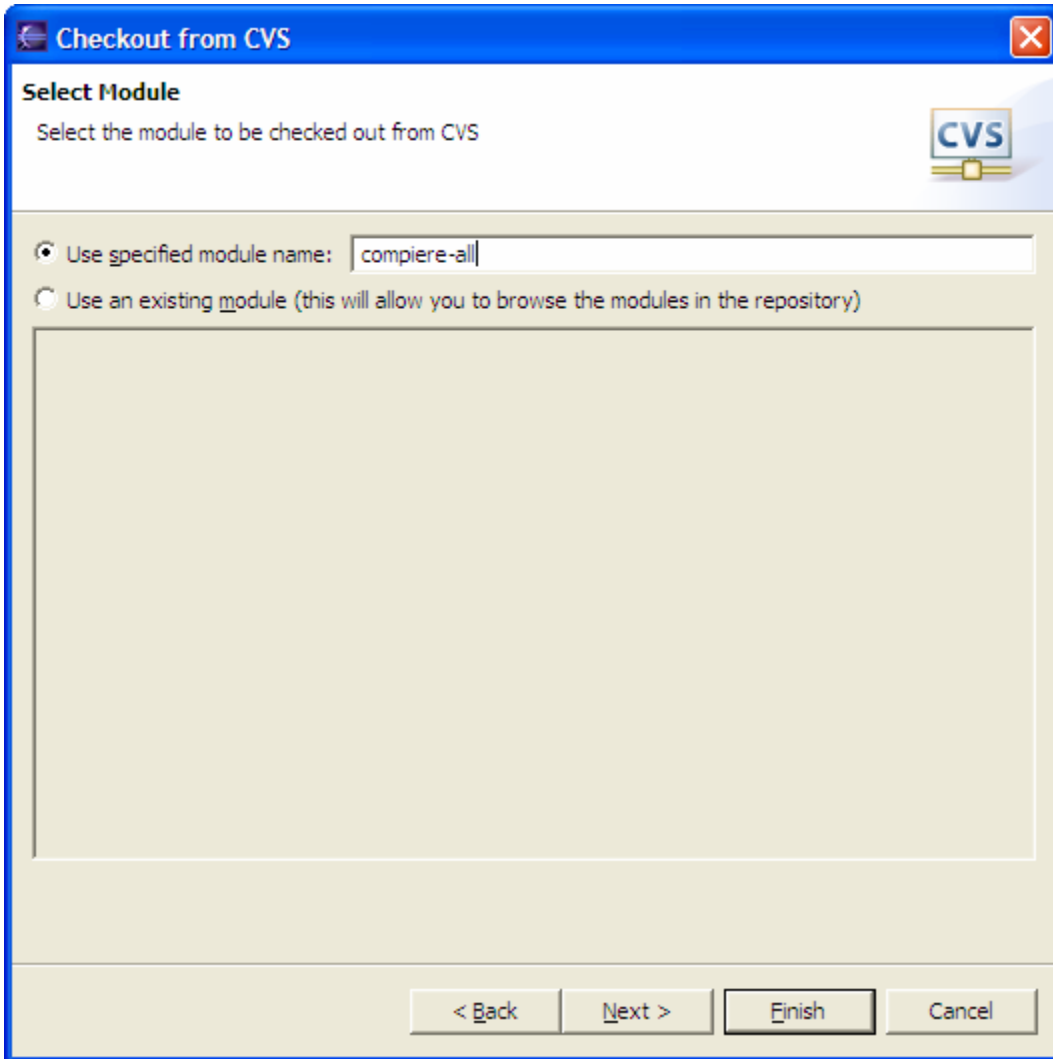 Checkout from CVS
Select Module
Select the module to be checked out from CVS
CVS
Use specified module name: compiere-all
Use an existing module (this will allow you to browse the modules in the repository)
< Back Next > Finish Cancel